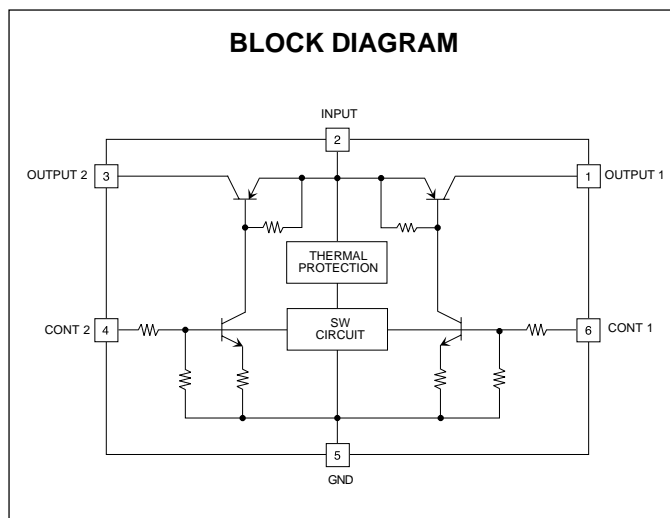 BLOCK DIAGRAM
INPUT
2
OUTPUT 2
3
1
OUTPUT 1
THERMAL
PROTECTION
CONT 2
4
SW
CIRCUIT
6
CONT 1
5
GND